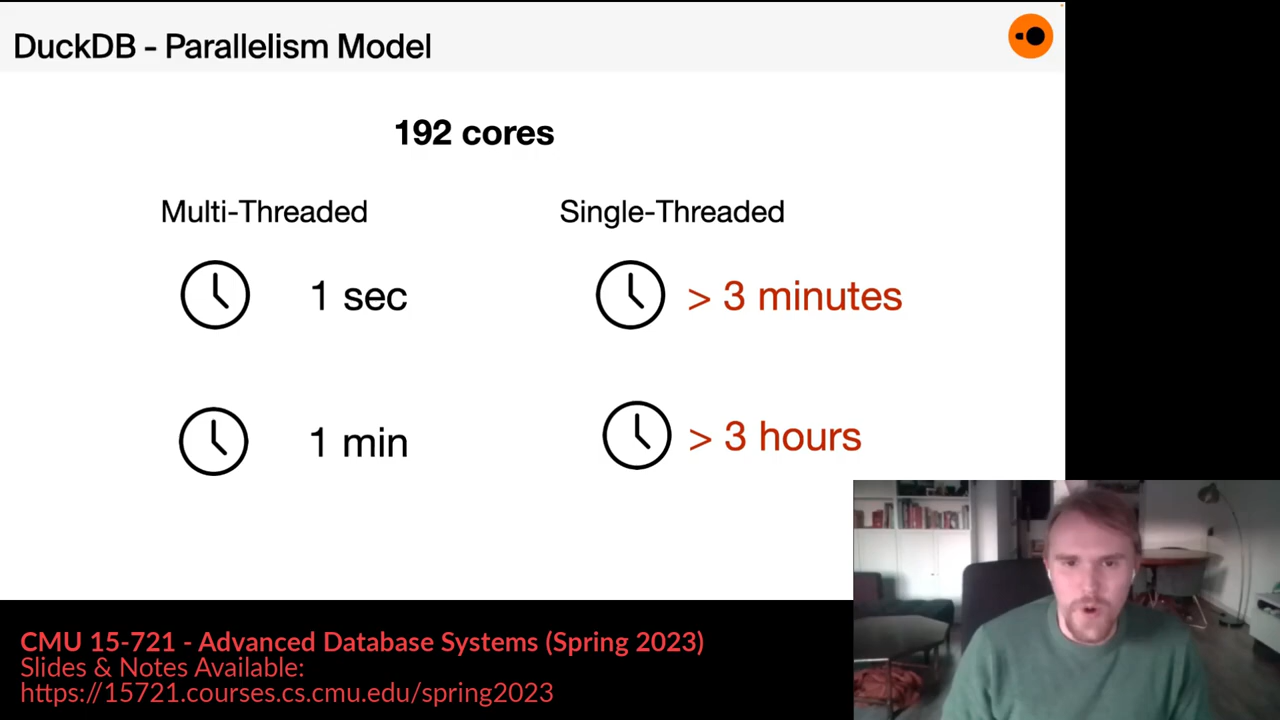 DuckDB - Parallelism Model
192 cores
Multi-Threaded
Single-Threaded
1 sec
> 3 minutes
1 min
> 3 hours
CMU 15-721 - Advanced Database Systems (Spring 2023)
Slides & Notes Available:
https://15721.courses.cs.cmu.edu/spring2023